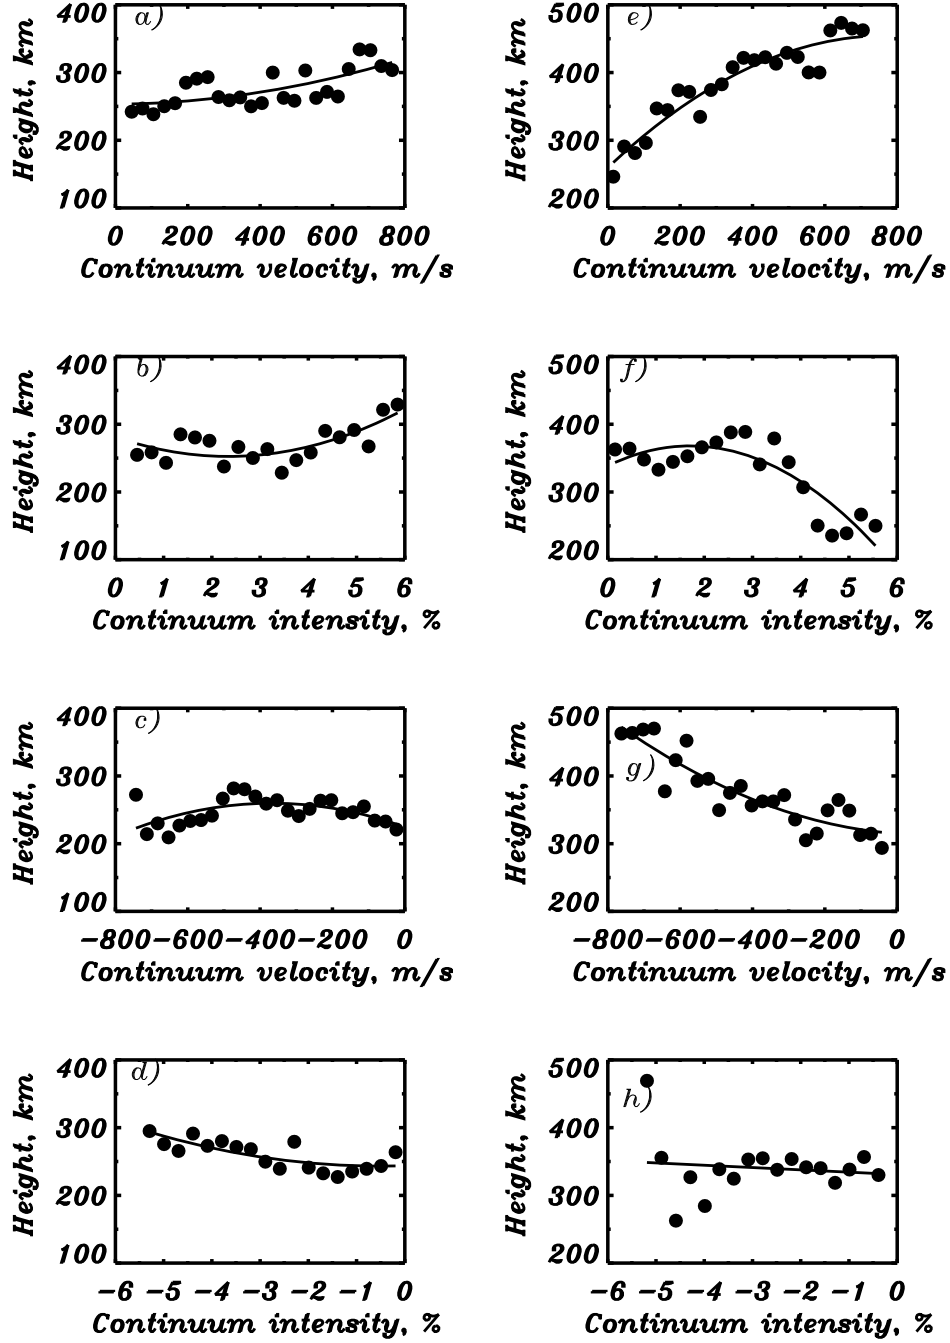 a)
400
300
200
100
Height, km
0 200 400 600 800
Continuum velocity, m/s
e)
500
400
300
200
Height, km
0 200 400 600 800
Continuum velocity, m/s
b)
400
300
200
100
Height, km
0 1 2 3 4 5 6
Continuum intensity, %
f)
500
400
300
200
Height, km
0 1 2 3 4 5 6
Continuum intensity, %
c)
400
300
200
100
Height, km
-800-600-400-200 0
Continuum velocity, m/s
g)
500
400
300
200
Height, km
-800-600-400-200 0
Continuum velocity, m/s
d)
400
300
200
100
Height, km
-6 -5 -4 -3 -2 -1 0
Continuum intensity, %
h)
500
400
300
200
Height, km
-6 -5 -4 -3 -2 -1 0
Continuum intensity, %